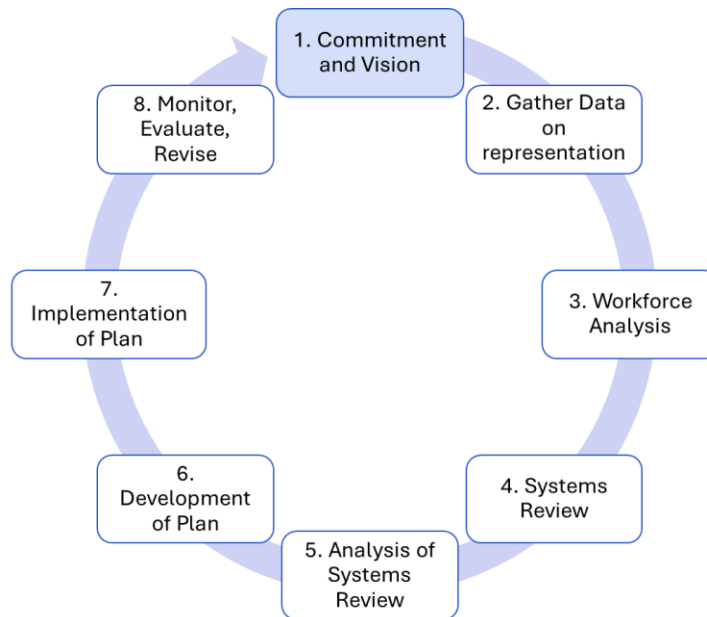 1. Commitment
and Vision
2. Gather Data
on
representation
3. Workforce
Analysis
4. Systems
Review
5. Analysis of
Systems
Review
6.
Development
of Plan
7.
Implementation
of Plan
8. Monitor,
Evaluate,
Revise